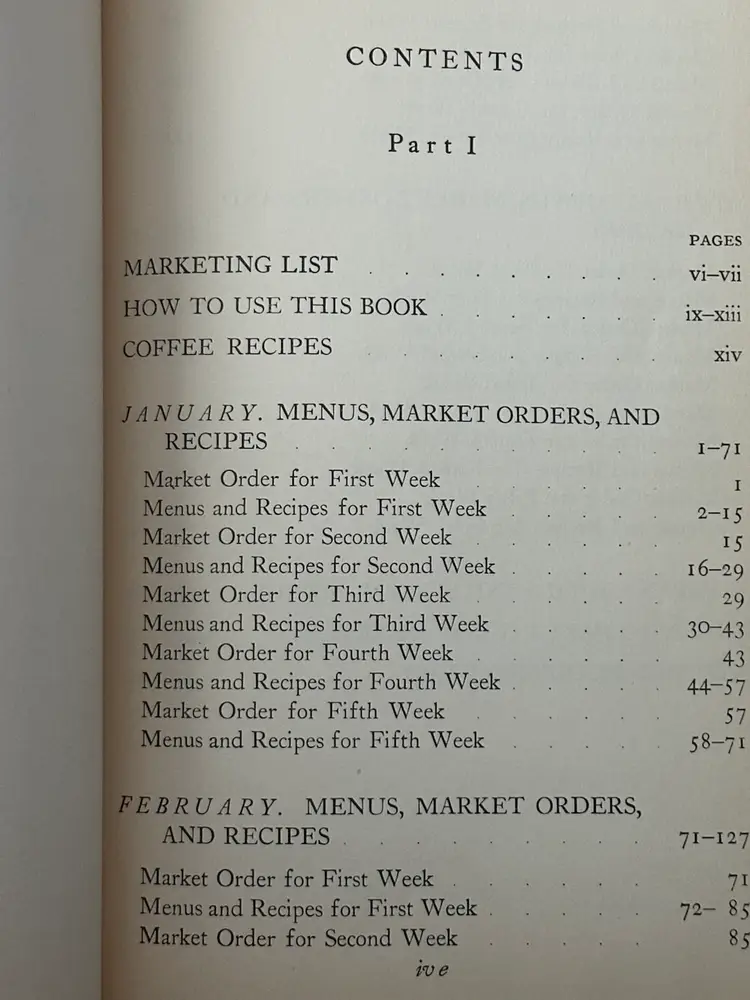 CONTENTS
Part I
PAGES
MARKETING LIST . . . . . . . . . vi–vii
HOW TO USE THIS BOOK . . . . . . . ix–xiii
COFFEE RECIPES . . . . . . . . . xiv
JANUARY. MENUS, MARKET ORDERS, AND
RECIPES . . . . . . . . . . . 1–71
Market Order for First Week . . . . . . 1
Menus and Recipes for First Week . . . . . 2–15
Market Order for Second Week . . . . . 15
Menus and Recipes for Second Week . . . . . 16–29
Market Order for Third Week . . . . . . 29
Menus and Recipes for Third Week . . . . . 30–43
Market Order for Fourth Week . . . . . . 43
Menus and Recipes for Fourth Week . . . . . 44–57
Market Order for Fifth Week . . . . . . 57
Menus and Recipes for Fifth Week . . . . . 58–71
FEBRUARY. MENUS, MARKET ORDERS,
AND RECIPES . . . . . . . . . 71–127
Market Order for First Week . . . . . . 71
Menus and Recipes for First Week . . . . . 72– 85
Market Order for Second Week . . . . . 85
iv e